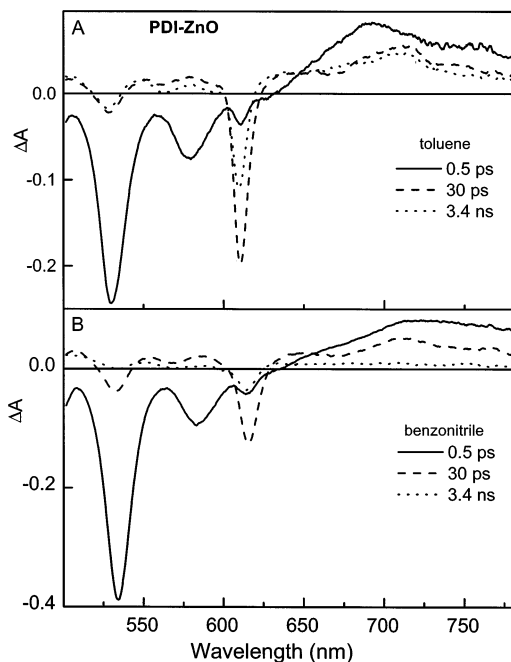 A PDI-ZnO
0.0
-0.1
-0.2
ΔA
toluene
0.5 ps
30 ps
3.4 ns
B
0.0
-0.2
-0.4
ΔA
benzonitrile
0.5 ps
30 ps
3.4 ns
550 600 650 700 750
Wavelength (nm)